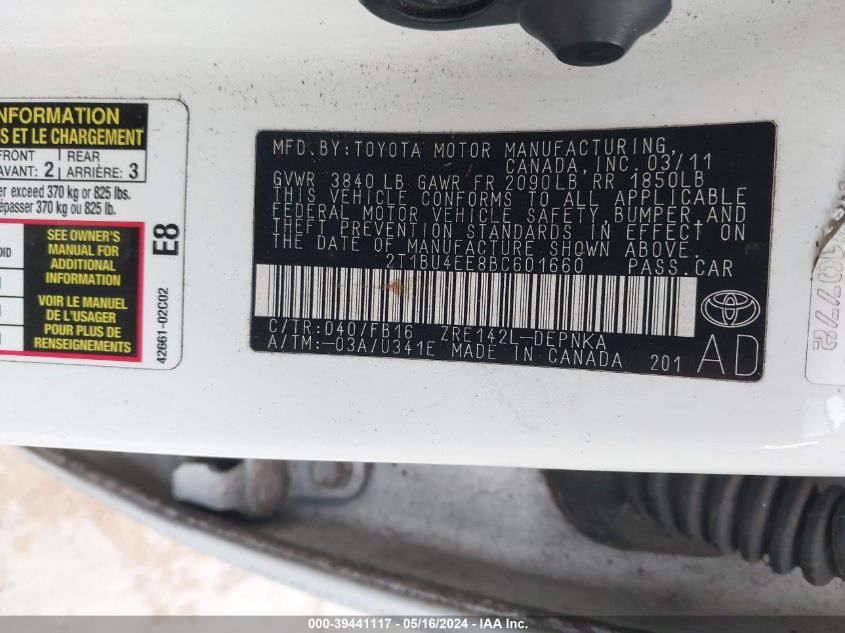 INFORMATION
S ET LE CHARGEMENT
FRONT
AVANT: 2
REAR
ARRIÈRE: 3
er exceed 370 kg or 825 lbs.
dépasser 370 kg ou 825 lb.
SEE OWNER'S
MANUAL FOR
ADDITIONAL
INFORMATION
VOIR LE MANUEL
DE L'USAGER
POUR PLUS DE
RENSEIGNEMENTS
E8
42661-02C02
MFD. BY: TOYOTA MOTOR MANUFACTURING,
CANADA, INC. 03/11
GVWR 3840 LB GAWR FR 2090LB RR 1850LB
THIS VEHICLE CONFORMS TO ALL APPLICABLE
FEDERAL MOTOR VEHICLE SAFETY, BUMPER, AND
THEFT PREVENTION STANDARDS IN EFFECT ON
THE DATE OF MANUFACTURE SHOWN ABOVE.
2T1BU4EE8BC601660 PASS. CAR
C/TR: 040/FB16 ZRE142L-DEPNKA
A/TM: -03A/U341E MADE IN CANADA 201
AD
000-39441117 - 05/16/2024 - IAAI.COM